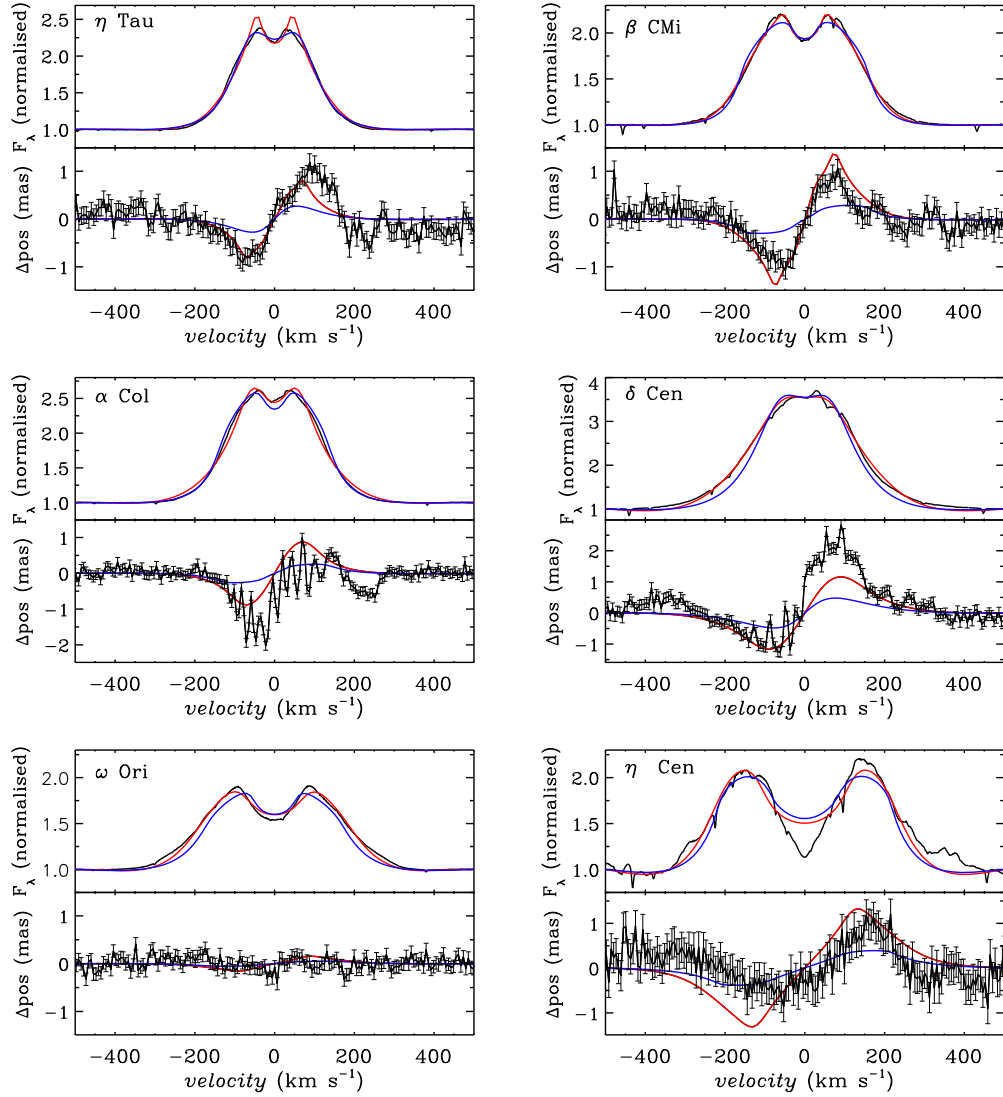 η Tau
F_λ (normalised)
2.5
2.0
1.5
1.0
Δpos (mas)
1
0
−1
−400 −200 0 200 400
velocity (km s⁻¹)
β CMi
F_λ (normalised)
2.0
1.5
1.0
Δpos (mas)
1
0
−1
−400 −200 0 200 400
velocity (km s⁻¹)
α Col
F_λ (normalised)
2.5
2.0
1.5
1.0
Δpos (mas)
1
0
−1
−2
−400 −200 0 200 400
velocity (km s⁻¹)
δ Cen
F_λ (normalised)
4
3
2
1
Δpos (mas)
2
1
0
−1
−400 −200 0 200 400
velocity (km s⁻¹)
ω Ori
F_λ (normalised)
2.0
1.5
1.0
Δpos (mas)
1
0
−1
−400 −200 0 200 400
velocity (km s⁻¹)
η Cen
F_λ (normalised)
2.0
1.5
1.0
Δpos (mas)
1
0
−1
−400 −200 0 200 400
velocity (km s⁻¹)